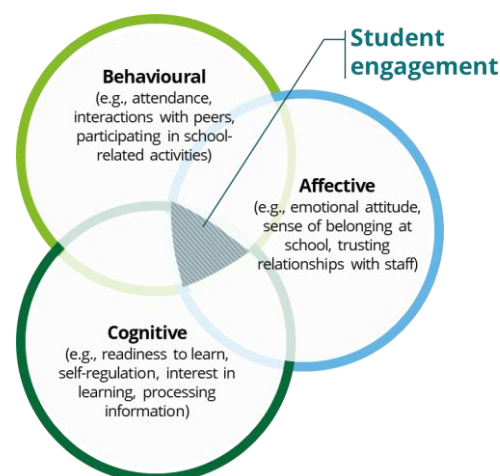 Student
engagement
Behavioural
(e.g., attendance,
interactions with peers,
participating in school-
related activities)
Affective
(e.g., emotional attitude,
sense of belonging at
school, trusting
relationships with staff)
Cognitive
(e.g., readiness to learn,
self-regulation, interest in
learning, processing
information)